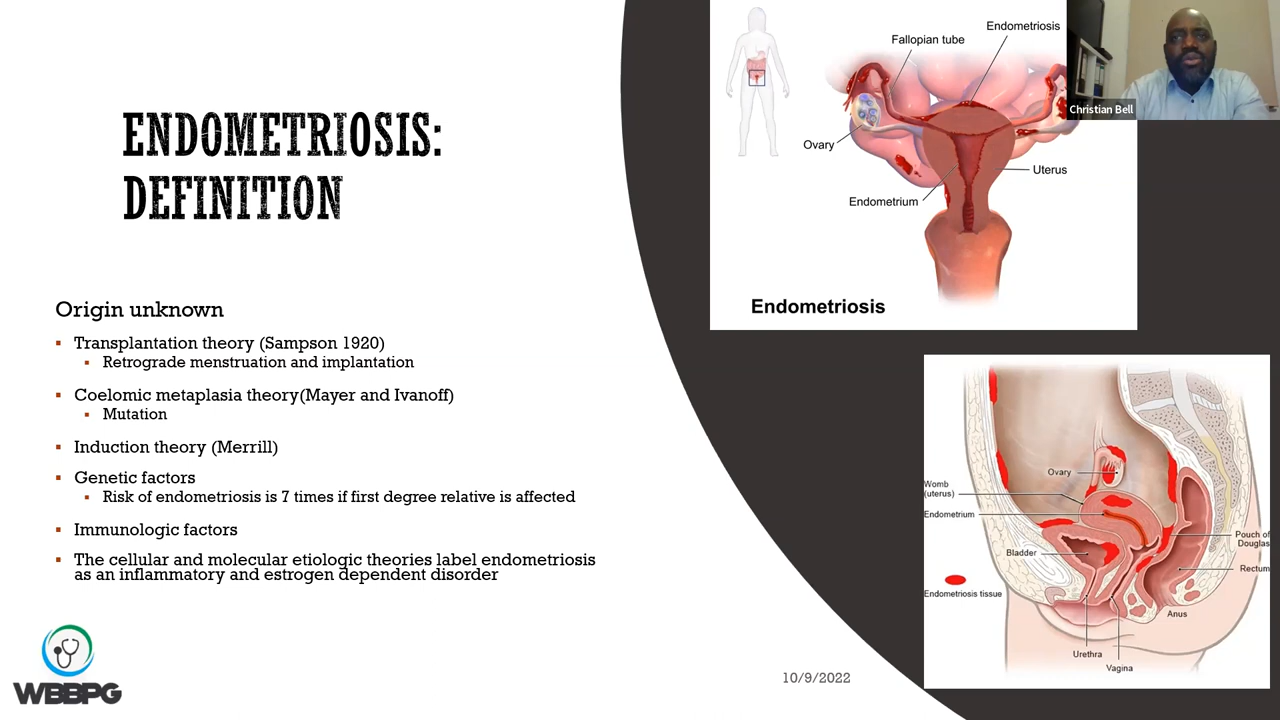 ENDOMETRIOSIS:
DEFINITION
Origin unknown
▪ Transplantation theory (Sampson 1920)
▪ Retrograde menstruation and implantation
▪ Coelomic metaplasia theory(Mayer and Ivanoff)
▪ Mutation
▪ Induction theory (Merrill)
▪ Genetic factors
▪ Risk of endometriosis is 7 times if first degree relative is affected
▪ Immunologic factors
▪ The cellular and molecular etiologic theories label endometriosis
as an inflammatory and estrogen dependent disorder
WBBPG
10/9/2022
Endometriosis
Fallopian tube
Ovary
Uterus
Endometrium
Endometriosis
Christian Bell
Ovary
Womb
(uterus)
Endometrium
Bladder
Endometriosis tissue
Pouch of
Douglas
Rectum
Anus
Urethra
Vagina